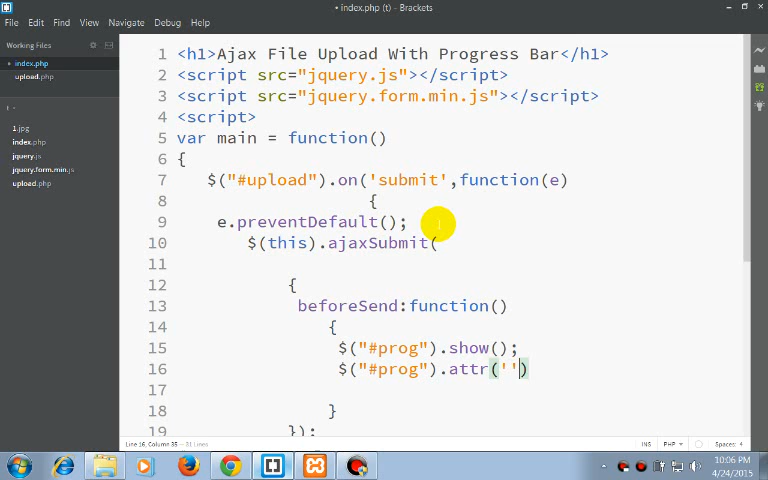 • index.php (t) - Brackets
File Edit Find View Navigate Debug Help
Working Files
index.php
upload.php
1.jpg
index.php
jquery.js
jquery.form.min.js
upload.php
1 <h1>Ajax File Upload With Progress Bar</h1>
2 <script src="jquery.js"></script>
3 <script src="jquery.form.min.js"></script>
4 <script>
5 var main = function()
6 {
7 $("#upload").on('submit',function(e)
8 {
9 e.preventDefault();
10 $(this).ajaxSubmit(
11
12 {
13 beforeSend:function()
14 {
15 $("#prog").show();
16 $("#prog").attr('')
17
18 }
19 });
Line 16, Column 35 — 31 Lines
INS PHP Spaces: 4
10:06 PM
4/24/2015